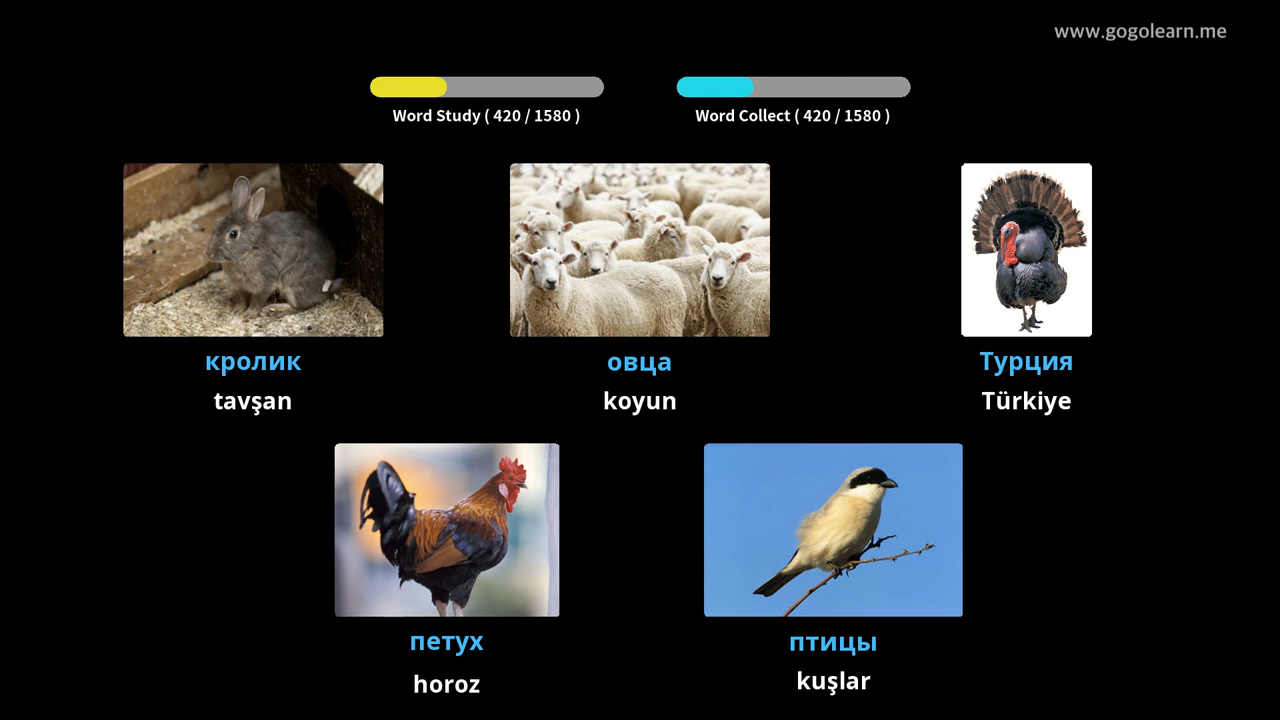 www.gogolearn.me
Word Study ( 420 / 1580 )
Word Collect ( 420 / 1580 )
кролик
tavşan
овца
koyun
Турция
Türkiye
петух
horoz
птицы
kuşlar